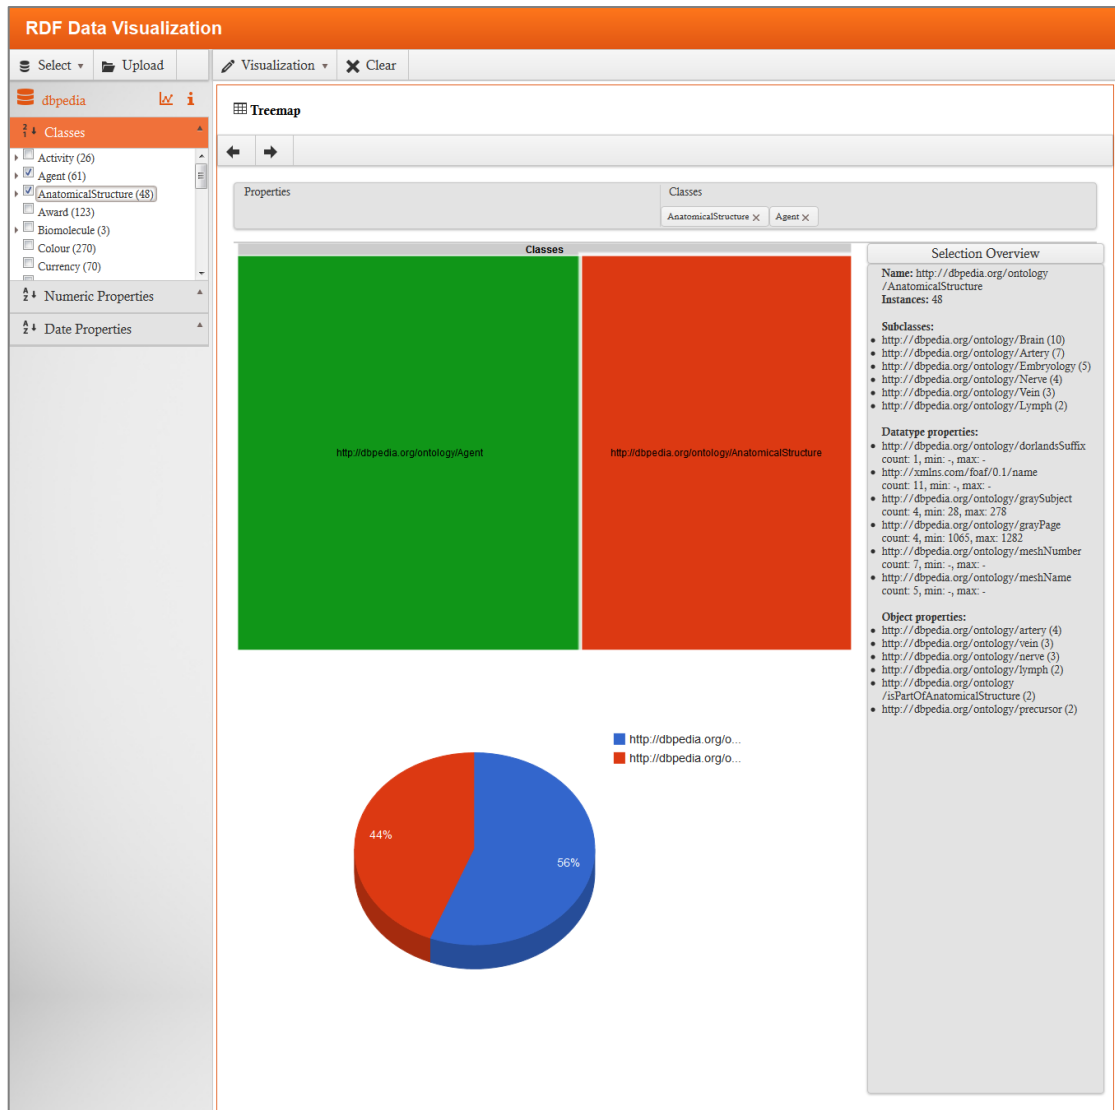 RDF Data Visualization
Select
Upload
Visualization
Clear
dbpedia
Classes
Activity (26)
Agent (61)
AnatomicalStructure (48)
Award (123)
Biomolecule (3)
Colour (270)
Currency (70)
Numeric Properties
Date Properties
Treemap
Properties
Classes
AnatomicalStructure
Agent
Classes
http://dbpedia.org/ontology/Agent
http://dbpedia.org/ontology/AnatomicalStructure
http://dbpedia.org/o...
http://dbpedia.org/o...
44%
56%
Selection Overview
Name: http://dbpedia.org/ontology
/AnatomicalStructure
Instances: 48
Subclasses:
http://dbpedia.org/ontology/Brain (10)
http://dbpedia.org/ontology/Artery (7)
http://dbpedia.org/ontology/Embryology (5)
http://dbpedia.org/ontology/Nerve (4)
http://dbpedia.org/ontology/Vein (3)
http://dbpedia.org/ontology/Lymph (2)
Datatype properties:
http://dbpedia.org/ontology/dorlandsSuffix
count: 1, min: -, max: -
http://xmlns.com/foaf/0.1/name
count: 11, min: -, max: -
http://dbpedia.org/ontology/graySubject
count: 4, min: 28, max: 278
http://dbpedia.org/ontology/grayPage
count: 4, min: 1065, max: 1282
http://dbpedia.org/ontology/meshNumber
count: 7, min: -, max: -
http://dbpedia.org/ontology/meshName
count: 5, min: -, max: -
Object properties:
http://dbpedia.org/ontology/artery (4)
http://dbpedia.org/ontology/vein (3)
http://dbpedia.org/ontology/nerve (3)
http://dbpedia.org/ontology/lymph (2)
http://dbpedia.org/ontology
/isPartOfAnatomicalStructure (2)
http://dbpedia.org/ontology/precursor (2)